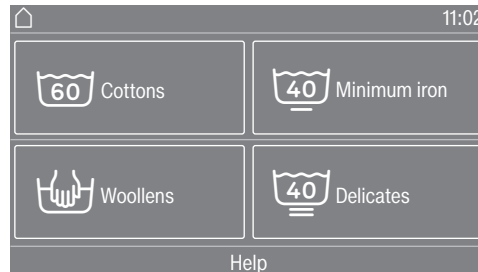 11:02
60 Cottons
40 Minimum iron
Woollens
40 Delicates
Help